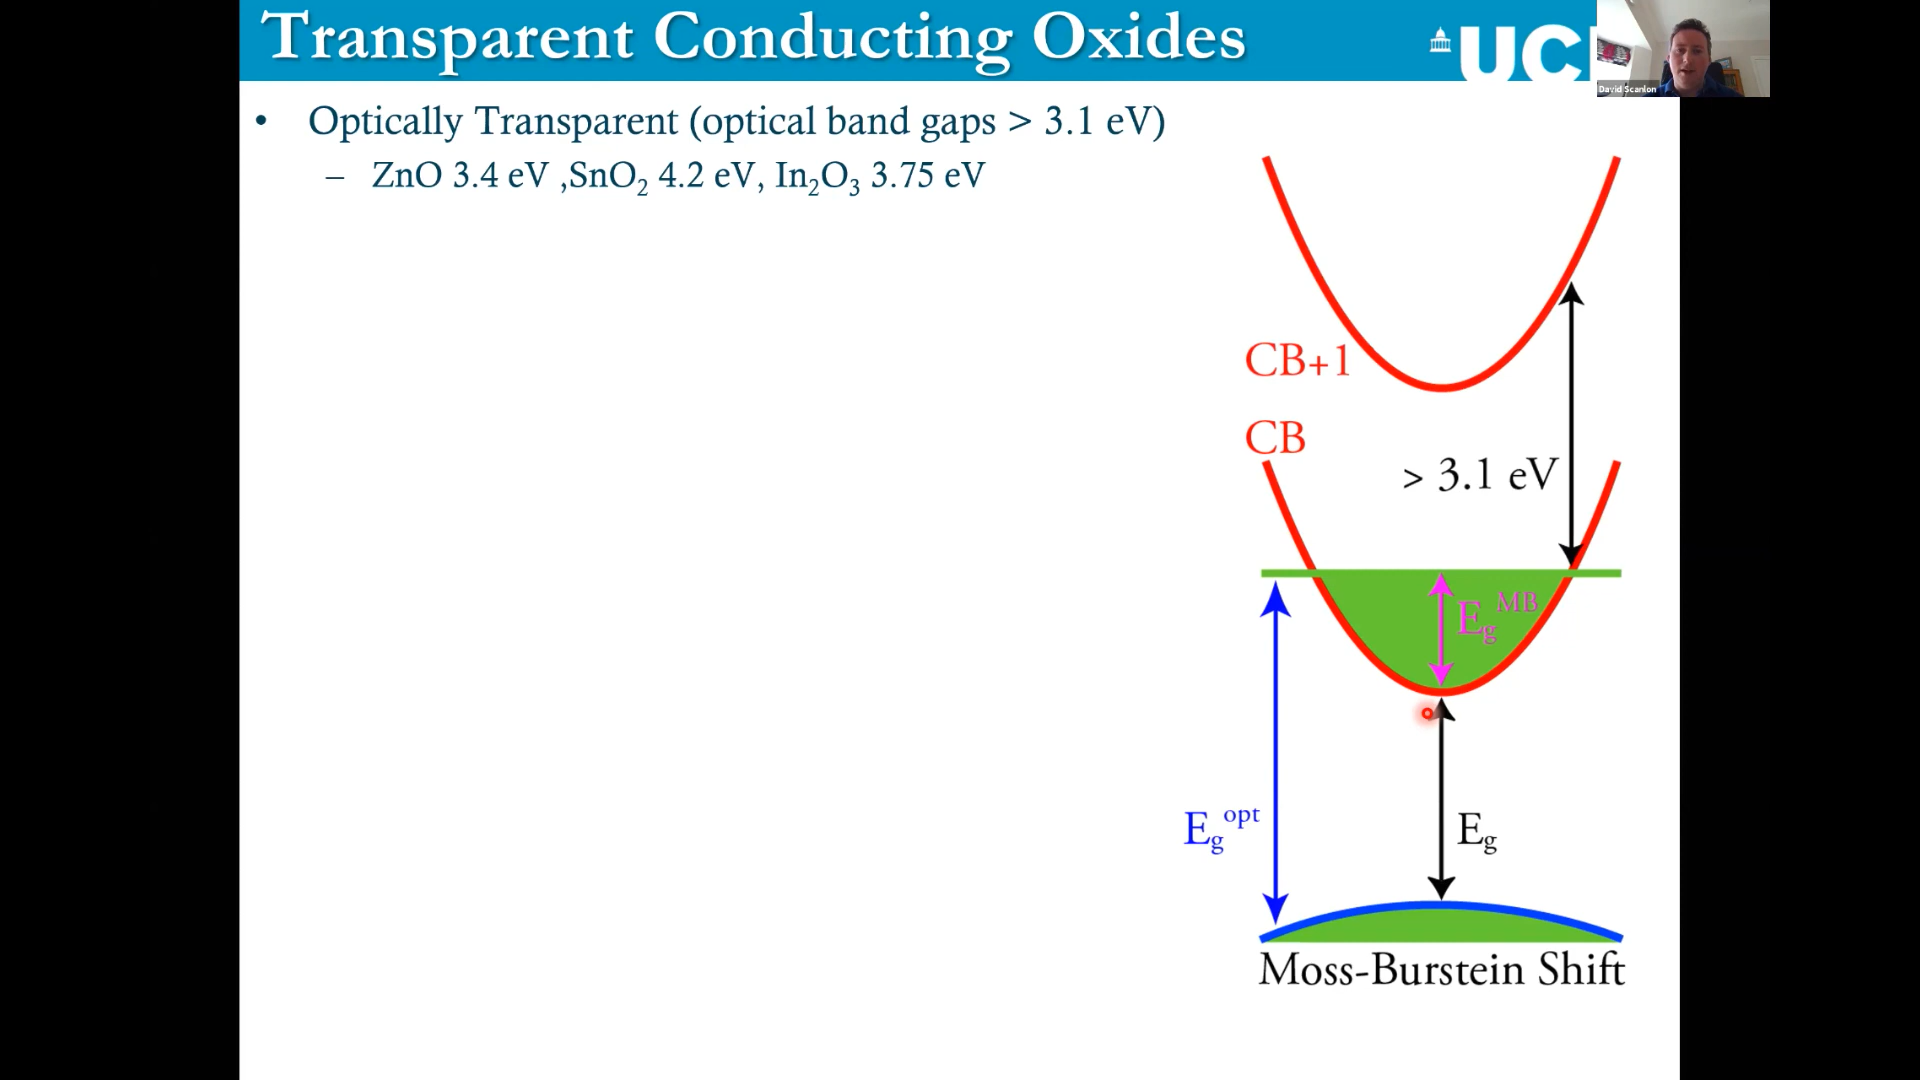 Transparent Conducting Oxides
UC
David Scanlon
• Optically Transparent (optical band gaps > 3.1 eV)
– ZnO 3.4 eV ,SnO₂ 4.2 eV, In₂O₃ 3.75 eV
CB+1
CB
> 3.1 eV
Eg^MB
Eg^opt
Eg
Moss-Burstein Shift